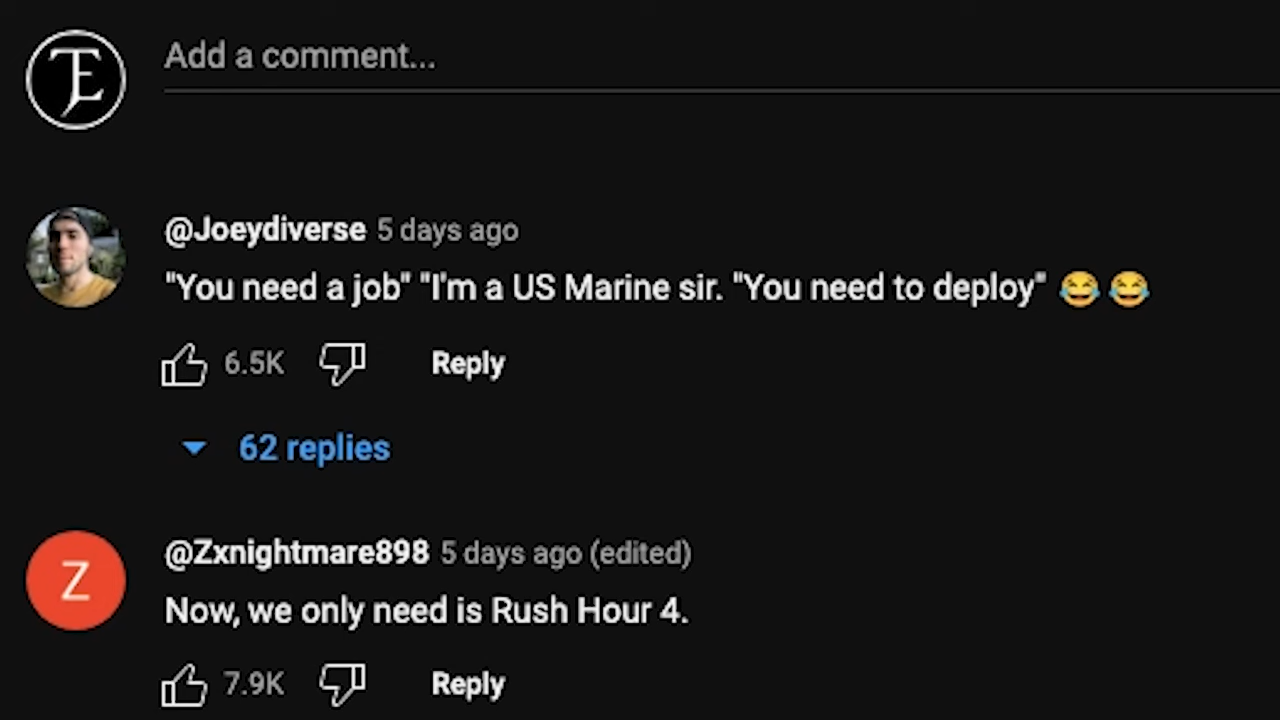 TE
Add a comment...
@Joeydiverse 5 days ago
"You need a job" "I'm a US Marine sir. "You need to deploy" 😂 😂
6.5K Reply
62 replies
Z
@Zxnightmare898 5 days ago (edited)
Now, we only need is Rush Hour 4.
7.9K Reply